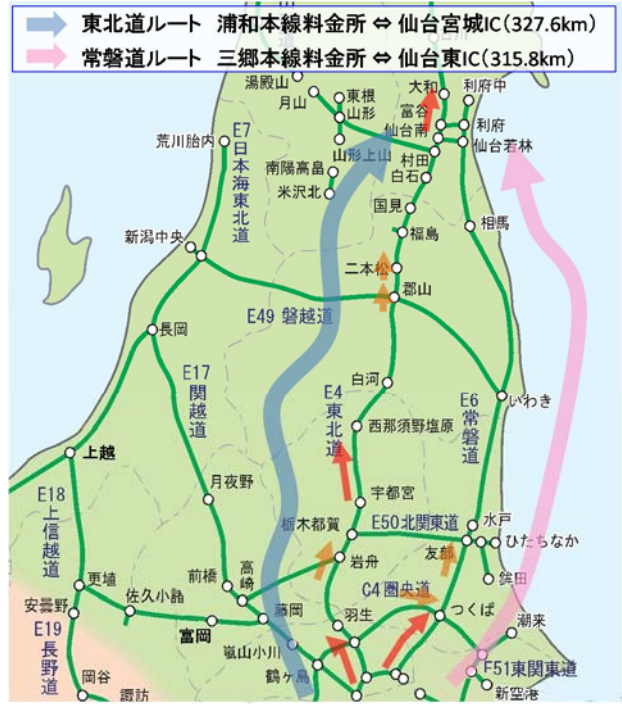 東北道ルート 浦和本線料金所 ⇔ 仙台宮城IC(327.6km)
常磐道ルート 三郷本線料金所 ⇔ 仙台東IC(315.8km)
湯殿山
月山
東根
山形
山形上山
大和
利府中
富谷
仙台南
利府
仙台若林
村田
白石
荒川胎内
E7
日本海東北道
南陽高畠
米沢北
国見
福島
相馬
新潟中央
二本松
郡山
E49 磐越道
長岡
E17
関越道
白河
E4
東北道
E6
常磐道
いわき
西那須野塩原
上越
E18
上信越道
月夜野
宇都宮
栃木都賀
E50北関東道
水戸
ひたちなか
友部
岩舟
鉾田
更埴
前橋
高崎
C4圏央道
安曇野
佐久小諸
藤岡
羽生
つくば
潮来
E19
長野道
富岡
嵐山小川
鶴ヶ島
E51東関東道
岡谷
諏訪
新空港